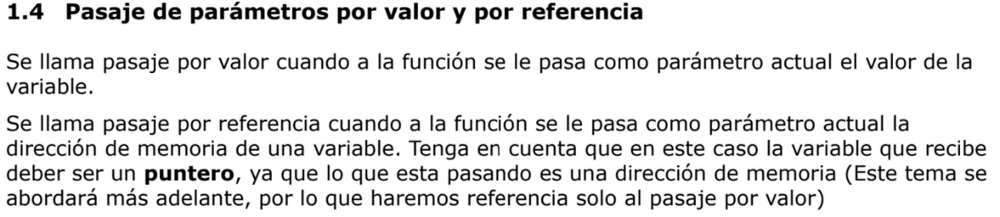 1.4 Pasaje de parámetros por valor y por referencia
Se llama pasaje por valor cuando a la función se le pasa como parámetro actual el valor de la
variable.
Se llama pasaje por referencia cuando a la función se le pasa como parámetro actual la
dirección de memoria de una variable. Tenga en cuenta que en este caso la variable que recibe
deber ser un puntero, ya que lo que esta pasando es una dirección de memoria (Este tema se
abordará más adelante, por lo que haremos referencia solo al pasaje por valor)